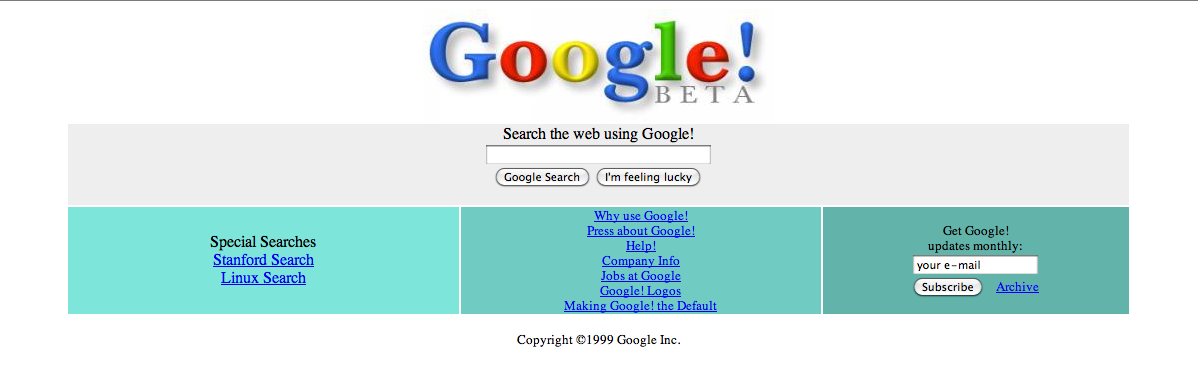 Google!
BETA
Search the web using Google!
Google Search I'm feeling lucky
Special Searches
Stanford Search
Linux Search
Why use Google!
Press about Google!
Help!
Company Info
Jobs at Google
Google! Logos
Making Google! the Default
Get Google!
updates monthly:
your e-mail
Subscribe Archive
Copyright ©1999 Google Inc.